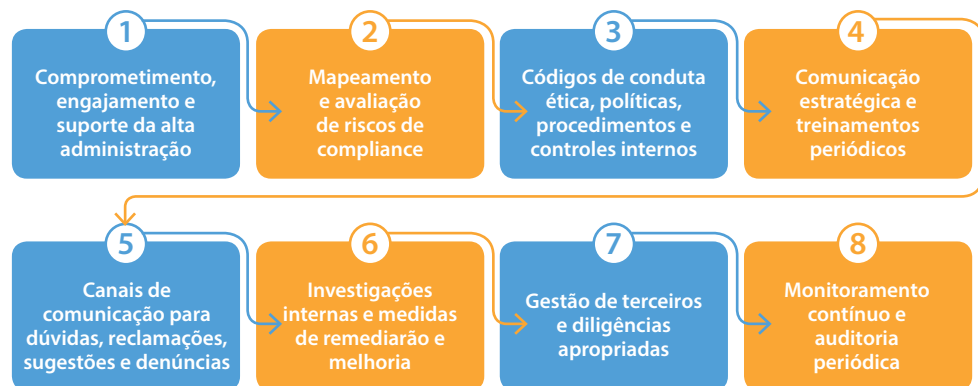 1
Comprometimento,
engajamento e
suporte da alta
administração
2
Mapeamento
e avaliação
de riscos de
compliance
3
Códigos de conduta
ética, políticas,
procedimentos e
controles internos
4
Comunicação
estratégica e
treinamentos
periódicos
5
Canais de
comunicação para
dúvidas, reclamações,
sugestões e denúncias
6
Investigações
internas e medidas
de remediarão e
melhoria
7
Gestão de terceiros
e diligências
apropriadas
8
Monitoramento
contínuo e
auditoria
periódica